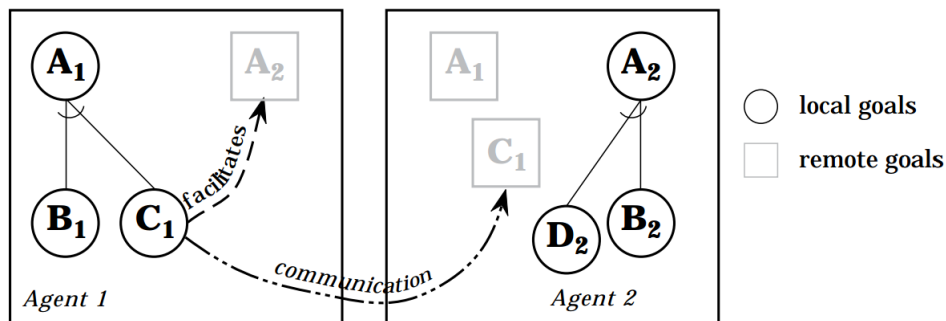 A₁
A₂
A₁
A₂
local goals
C₁
remote goals
facilitates
B₁
C₁
D₂
B₂
communication
Agent 1
Agent 2